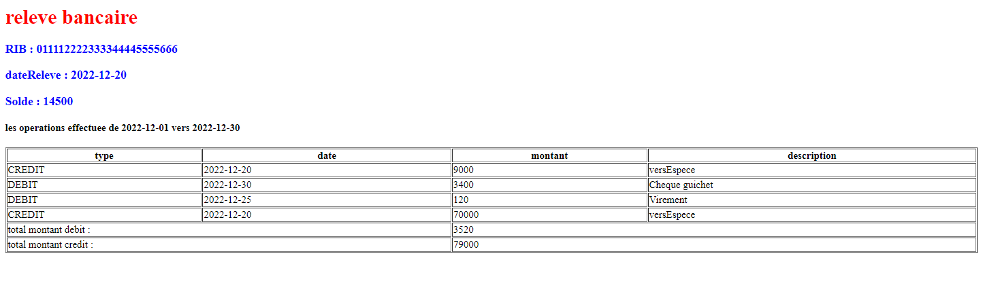 releve bancaire
RIB : 011112222333344445555666
dateReleve : 2022-12-20
Solde : 14500
les operations effectuee de 2022-12-01 vers 2022-12-30
type date montant description
CREDIT 2022-12-20 9000 versEspece
DEBIT 2022-12-30 3400 Cheque guichet
DEBIT 2022-12-25 120 Virement
CREDIT 2022-12-20 70000 versEspece
total montant debit : 3520
total montant credit : 79000